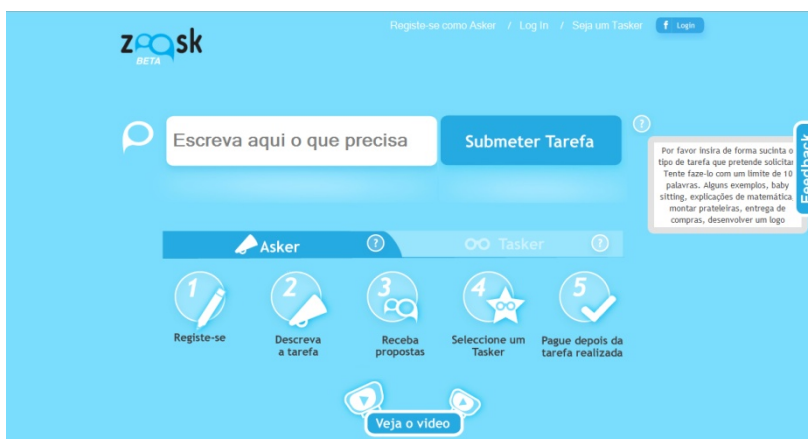 Registe-se como Asker / Log In / Seja um Tasker
f Login
zoosk
BETA
Escreva aqui o que precisa
Submeter Tarefa
?
Por favor insira de forma sucinta o
tipo de tarefa que pretende solicitar
Tente faze-lo com um limite de 10
palavras. Alguns exemplos, baby
sitting, explicações de matemática,
montar prateleiras, entrega de
compras, desenvolver um logo
Feedback
Asker ?
Tasker ?
1
Registe-se
2
Descreva
a tarefa
3
Receba
propostas
4
Seleccione um
Tasker
5
Pague depois da
tarefa realizada
Veja o video